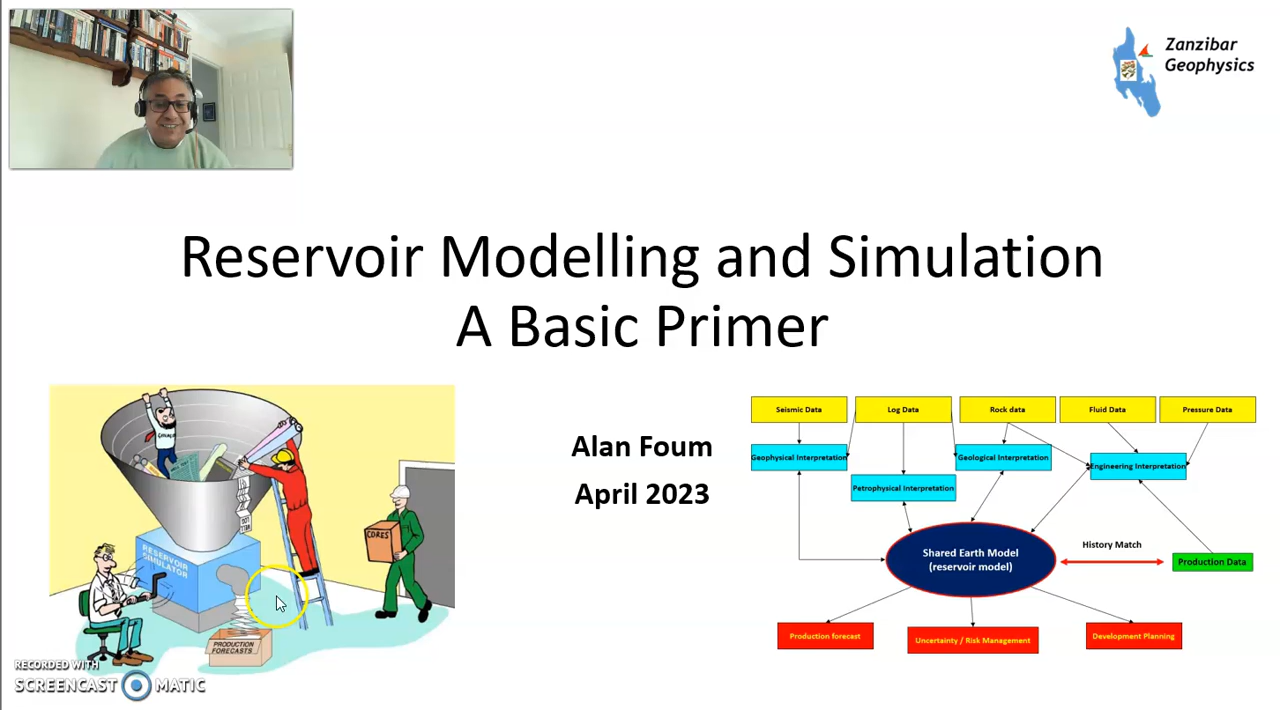 Zanzibar
Geophysics
Reservoir Modelling and Simulation
A Basic Primer
Alan Foum
April 2023
RESERVOIR
SIMULATOR
CORES
PRODUCTION
FORECASTS
Seismic Data
Log Data
Rock data
Fluid Data
Pressure Data
Geophysical Interpretation
Petrophysical Interpretation
Geological Interpretation
Engineering Interpretation
Shared Earth Model
(reservoir model)
History Match
Production Data
Production forecast
Uncertainty / Risk Management
Development Planning
RECORDED WITH
SCREENCAST MATIC